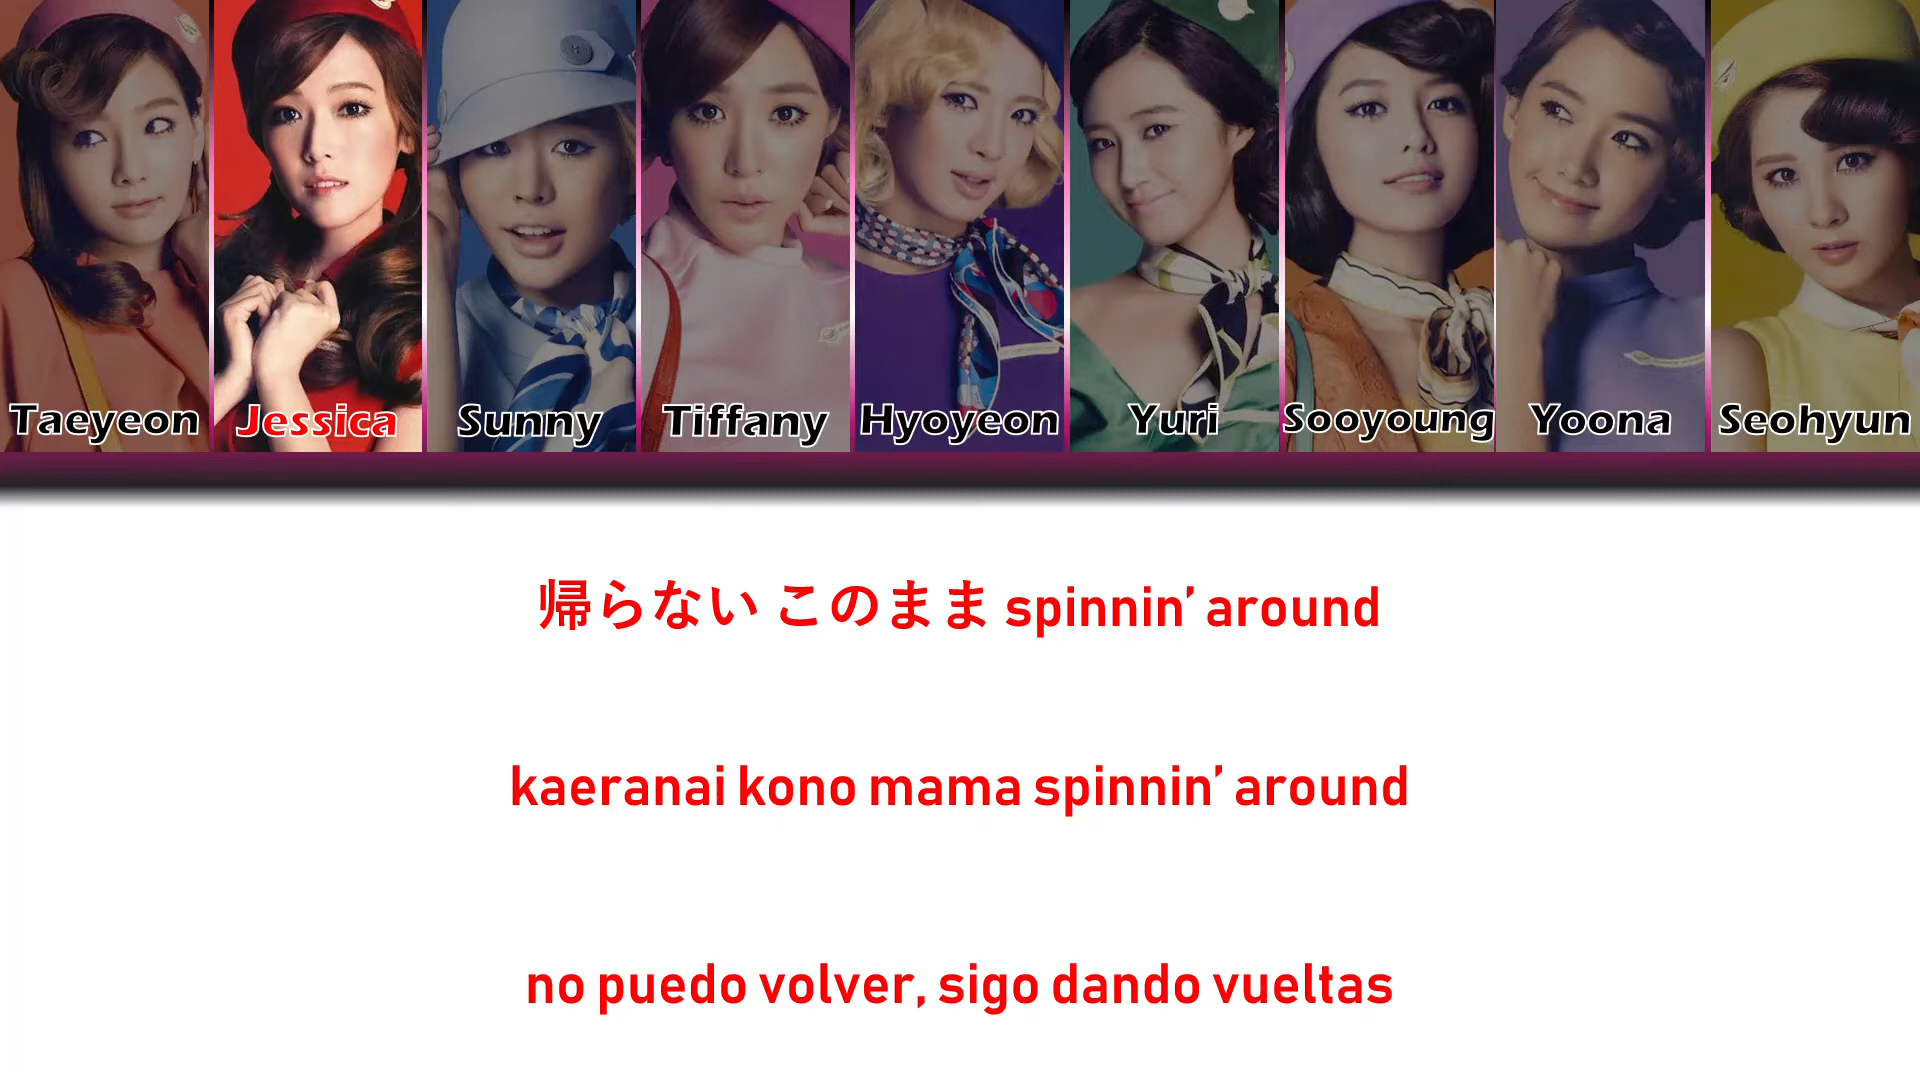 Taeyeon Jessica Sunny Tiffany Hyoyeon Yuri Sooyoung Yoona Seohyun
帰らない このまま spinnin’ around
kaeranai kono mama spinnin’ around
no puedo volver, sigo dando vueltas